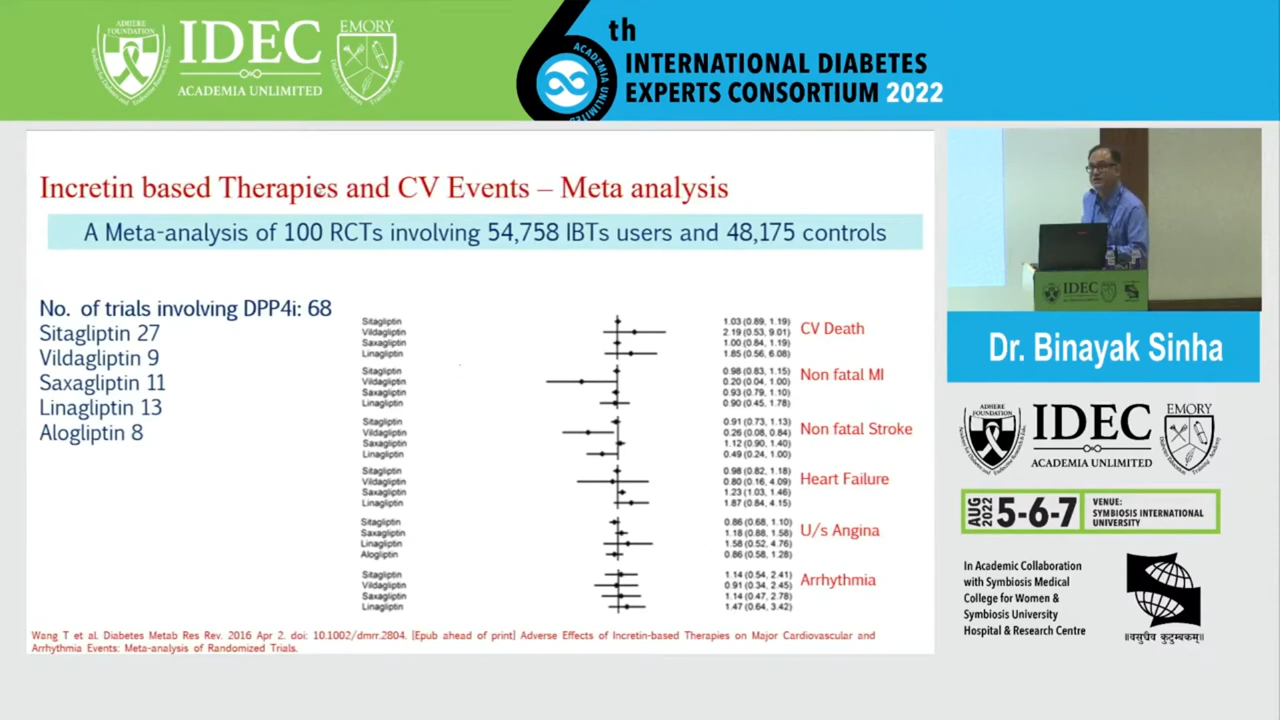 ADHERE
FOUNDATION
IDEC
ACADEMIA UNLIMITED
EMORY
6th
ACADEMIA UNLIMITED
INTERNATIONAL DIABETES
EXPERTS CONSORTIUM 2022
Incretin based Therapies and CV Events – Meta analysis
A Meta-analysis of 100 RCTs involving 54,758 IBTs users and 48,175 controls
No. of trials involving DPP4i: 68
Sitagliptin 27
Vildagliptin 9
Saxagliptin 11
Linagliptin 13
Alogliptin 8
Sitagliptin 1.03 (0.89, 1.19)
Vildagliptin 2.19 (0.53, 9.01)
Saxagliptin 1.00 (0.84, 1.19)
Linagliptin 1.85 (0.56, 6.08)
CV Death
Sitagliptin 0.98 (0.83, 1.15)
Vildagliptin 0.20 (0.04, 1.00)
Saxagliptin 0.93 (0.79, 1.10)
Linagliptin 0.90 (0.45, 1.78)
Non fatal MI
Sitagliptin 0.91 (0.73, 1.13)
Vildagliptin 0.26 (0.08, 0.84)
Saxagliptin 1.12 (0.90, 1.40)
Linagliptin 0.49 (0.24, 1.00)
Non fatal Stroke
Sitagliptin 0.98 (0.82, 1.18)
Vildagliptin 0.80 (0.16, 4.09)
Saxagliptin 1.23 (1.03, 1.46)
Linagliptin 1.87 (0.84, 4.15)
Heart Failure
Sitagliptin 0.86 (0.68, 1.10)
Saxagliptin 1.18 (0.88, 1.58)
Linagliptin 1.58 (0.52, 4.76)
Alogliptin 0.86 (0.58, 1.28)
U/s Angina
Sitagliptin 1.14 (0.54, 2.41)
Vildagliptin 0.91 (0.34, 2.45)
Saxagliptin 1.14 (0.47, 2.78)
Linagliptin 1.47 (0.64, 3.42)
Arrhythmia
Wang T et al. Diabetes Metab Res Rev. 2016 Apr 2. doi: 10.1002/dmrr.2804. [Epub ahead of print] Adverse Effects of Incretin-based Therapies on Major Cardiovascular and
Arrhythmia Events: Meta-analysis of Randomized Trials.
IDEC
Dr. Binayak Sinha
ADHERE
FOUNDATION
IDEC
ACADEMIA UNLIMITED
EMORY
AUG 2022
5-6-7
VENUE:
SYMBIOSIS INTERNATIONAL
UNIVERSITY
In Academic Collaboration
with Symbiosis Medical
College for Women &
Symbiosis University
Hospital & Research Centre
॥वसुधैव कुटुम्बकम्॥